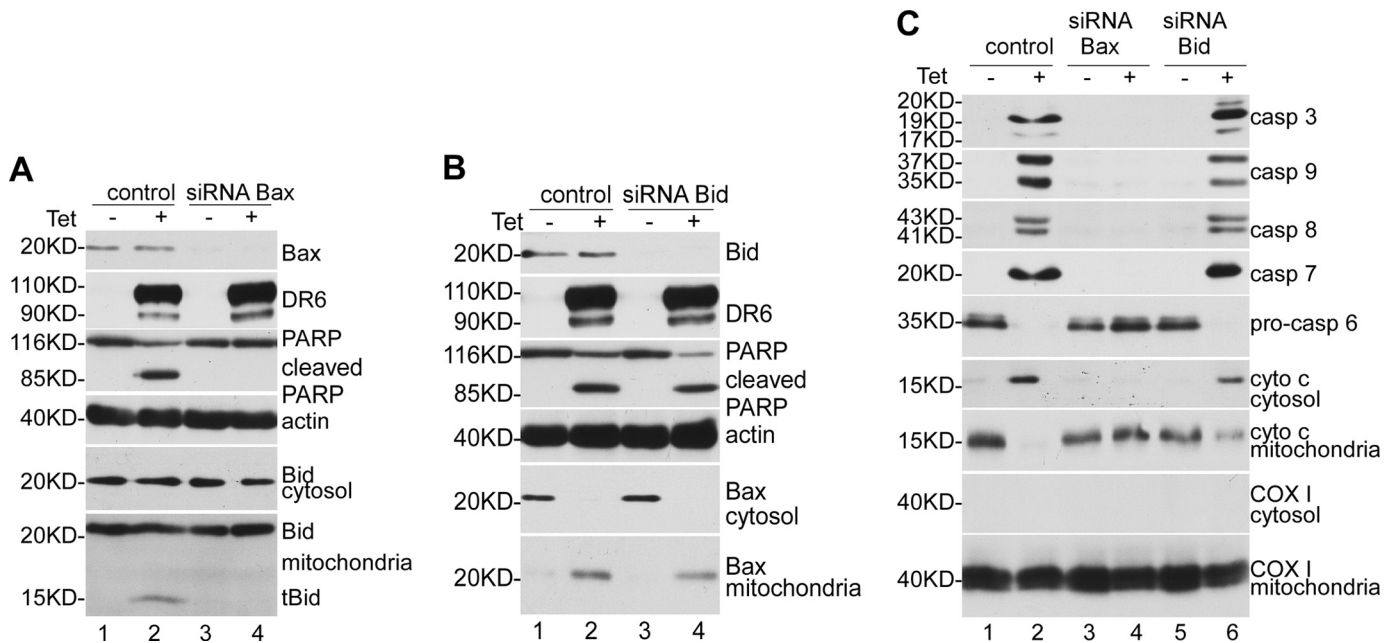 A
control siRNA Bax
Tet - + - +
20KD- Bax
110KD- DR6
90KD-
116KD- PARP
cleaved
85KD- PARP
40KD- actin
20KD- Bid
cytosol
20KD- Bid
mitochondria
15KD- tBid
1 2 3 4
B
control siRNA Bid
Tet - + - +
20KD- Bid
110KD-
90KD- DR6
116KD- PARP
cleaved
85KD- PARP
40KD- actin
20KD- Bax
cytosol
20KD- Bax
mitochondria
1 2 3 4
C
siRNA siRNA
control Bax Bid
Tet - + - + - +
20KD-
19KD- casp 3
17KD-
37KD- casp 9
35KD-
43KD- casp 8
41KD-
20KD- casp 7
35KD- pro-casp 6
15KD- cyto c
cytosol
15KD- cyto c
mitochondria
40KD- COX I
cytosol
40KD- COX I
mitochondria
1 2 3 4 5 6